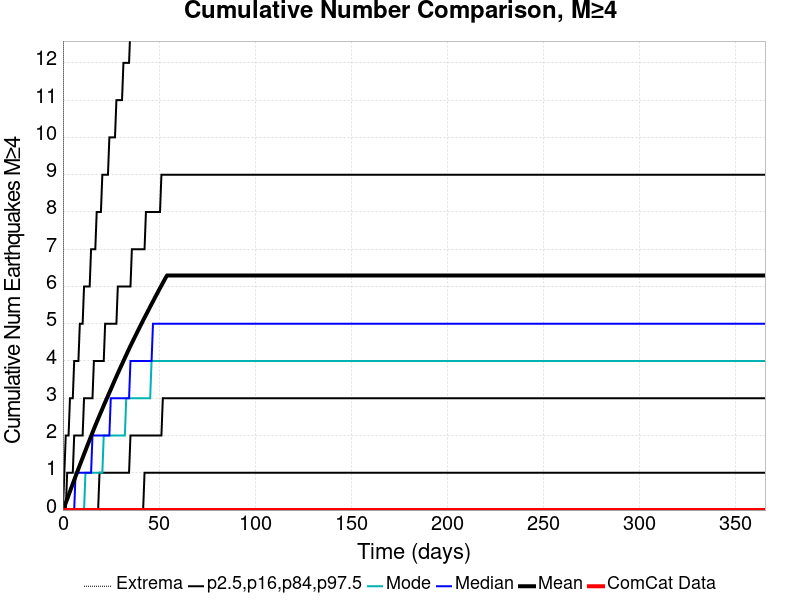 Cumulative Number Comparison, M≥4
Cumulative Num Earthquakes M≥4
12
11
10
9
8
7
6
5
4
3
2
1
0
0 50 100 150 200 250 300 350
Time (days)
Extrema p2.5,p16,p84,p97.5 Mode Median Mean ComCat Data